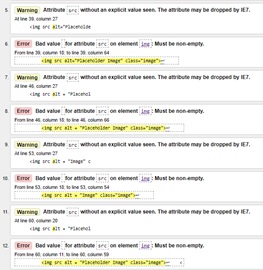 5. Warning Attribute src without an explicit value seen. The attribute may be dropped by IE7.
At line 39, column 27
<img src alt="Placeholde
6. Error Bad value for attribute src on element img: Must be non-empty.
From line 39, column 18; to line 39, column 64
<img src alt="Placeholder Image" class="image">↩
7. Warning Attribute src without an explicit value seen. The attribute may be dropped by IE7.
At line 46, column 27
<img src alt = "Placehol
8. Error Bad value for attribute src on element img: Must be non-empty.
From line 46, column 18; to line 46, column 66
<img src alt = "Placeholder Image" class="image">↩
9. Warning Attribute src without an explicit value seen. The attribute may be dropped by IE7.
At line 53, column 27
<img src alt = "Image" c
10. Error Bad value for attribute src on element img: Must be non-empty.
From line 53, column 18; to line 53, column 54
<img src alt = "Image" class="image">↩
11. Warning Attribute src without an explicit value seen. The attribute may be dropped by IE7.
At line 60, column 20
<img src alt = "Placehol
12. Error Bad value for attribute src on element img: Must be non-empty.
From line 60, column 11; to line 60, column 59
<img src alt = "Placeholder Image" class="image">↩ <